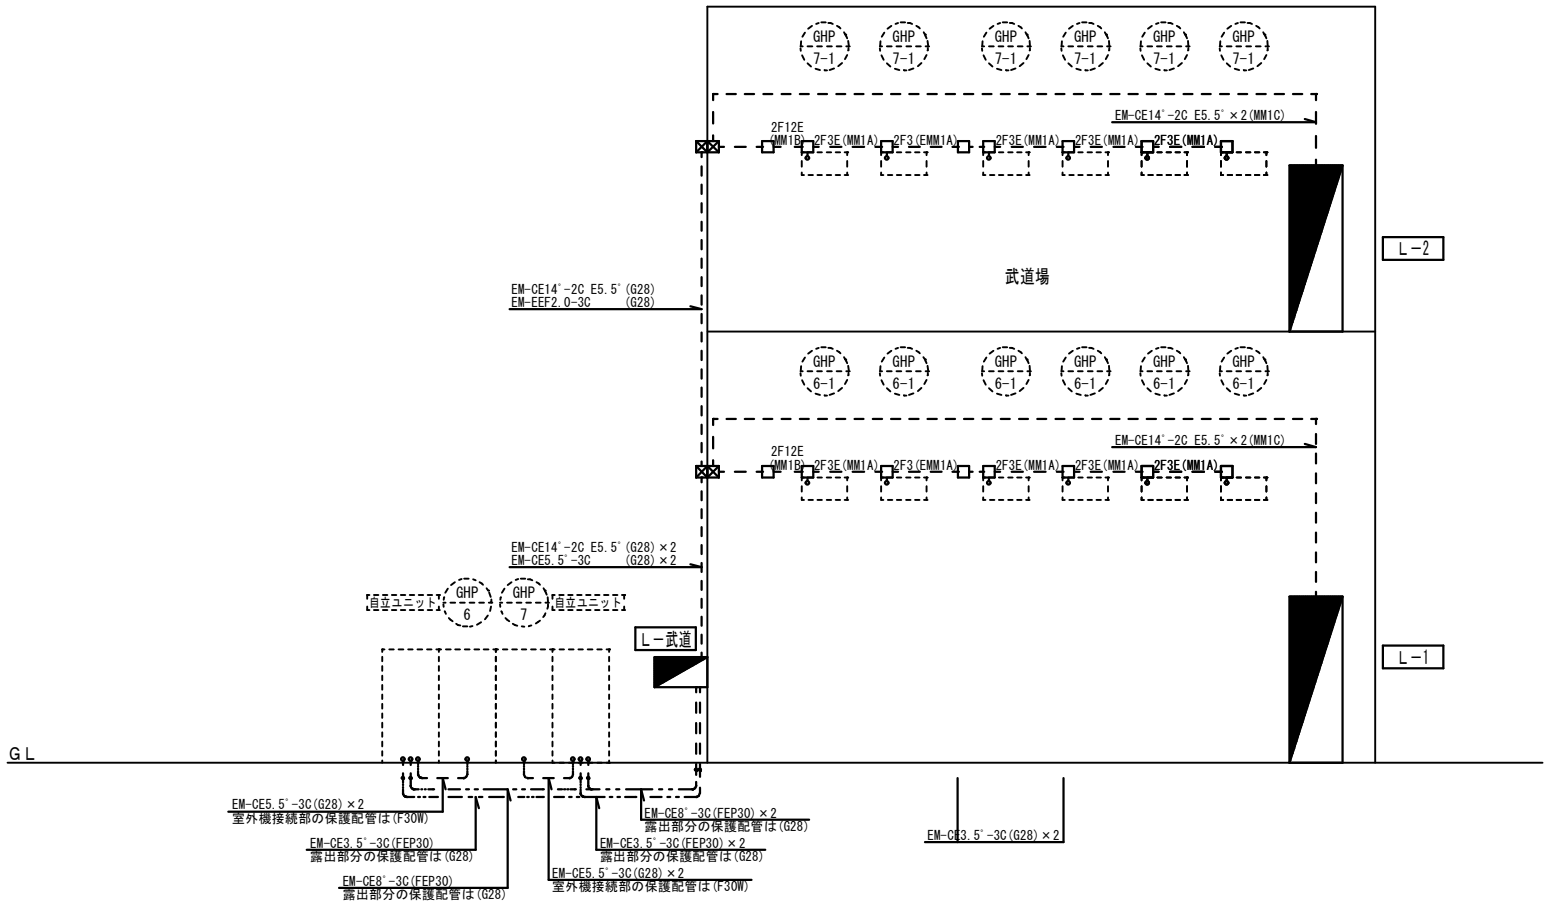 GHP
7-1
GHP
7-1
GHP
7-1
GHP
7-1
GHP
7-1
GHP
7-1
EM-CE14°-2C E5.5°×2(MM1C)
2F12E
(MM1B)
2F3E(MM1A)
2F3(EMM1A)
2F3E(MM1A)
2F3E(MM1A)
2F3E(MM1A)
L-2
武道場
EM-CE14°-2C E5.5°(G28)
EM-EEF2.0-3C (G28)
GHP
6-1
GHP
6-1
GHP
6-1
GHP
6-1
GHP
6-1
GHP
6-1
EM-CE14°-2C E5.5°×2(MM1C)
2F12E
(MM1B)
2F3E(MM1A)
2F3(EMM1A)
2F3E(MM1A)
2F3E(MM1A)
2F3E(MM1A)
EM-CE14°-2C E5.5°(G28)×2
EM-CE5.5°-3C (G28)×2
自立ユニット
GHP
6
GHP
7
自立ユニット
L-武道
L-1
GL
EM-CE5.5°-3C(G28)×2
室外機接続部の保護配管は(F30W)
EM-CE8°-3C(FEP30)×2
露出部分の保護配管は(G28)
EM-CE3.5°-3C(G28)×2
EM-CE3.5°-3C(FEP30)
露出部分の保護配管は(G28)
EM-CE3.5°-3C(FEP30)×2
露出部分の保護配管は(G28)
EM-CE8°-3C(FEP30)
露出部分の保護配管は(G28)
EM-CE5.5°-3C(G28)×2
室外機接続部の保護配管は(F30W)